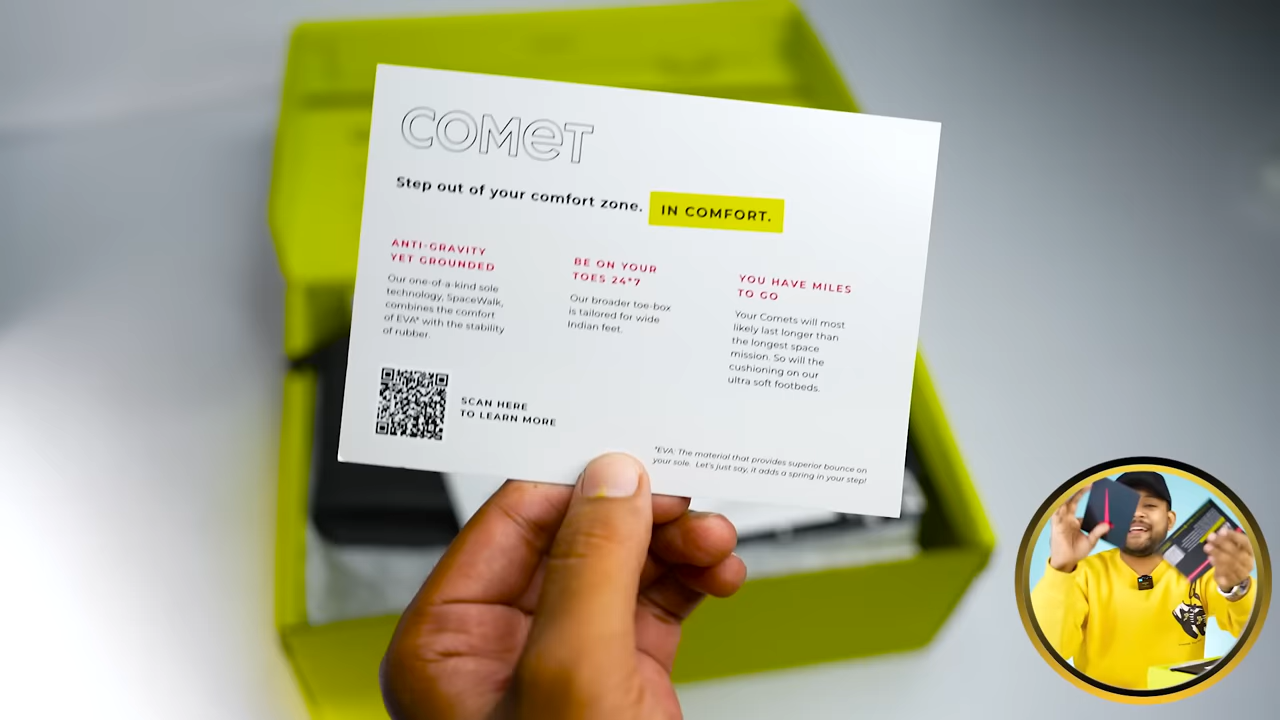 COMET
Step out of your comfort zone. IN COMFORT.
ANTI-GRAVITY
YET GROUNDED
Our one-of-a-kind sole
technology, SpaceWalk,
combines the comfort
of EVA* with the stability
of rubber.
BE ON YOUR
TOES 24*7
Our broader toe-box
is tailored for wide
Indian feet.
YOU HAVE MILES
TO GO
Your Comets will most
likely last longer than
the longest space
mission. So will the
cushioning on our
ultra soft footbeds.
SCAN HERE
TO LEARN MORE
*EVA: The material that provides superior bounce on
your sole. Let's just say, it adds a spring in your step!